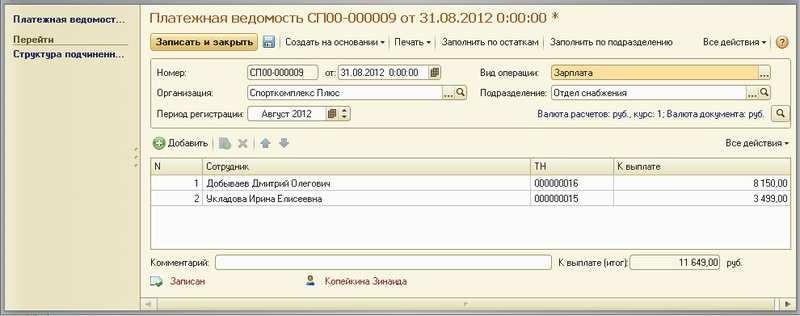 Платежная ведомост...
Перейти
Структура подчиненн...
Платежная ведомость СП00-000009 от 31.08.2012 0:00:00 *
Записать и закрыть Создать на основании Печать Заполнить по остаткам Заполнить по подразделению Все действия
Номер: СП00-000009 от: 31.08.2012 0:00:00 Вид операции: Зарплата
Организация: Спорткомплекс Плюс Подразделение: Отдел снабжения
Период регистрации: Август 2012 Валюта расчетов: руб., курс: 1; Валюта документа: руб.
Добавить Все действия
N Сотрудник ТН К выплате
1 Добываев Дмитрий Олегович 000000016 8 150,00
2 Укладова Ирина Елисеевна 000000015 3 499,00
Комментарий: К выплате (итог): 11 649,00 руб.
Записан Копейкина Зинаида